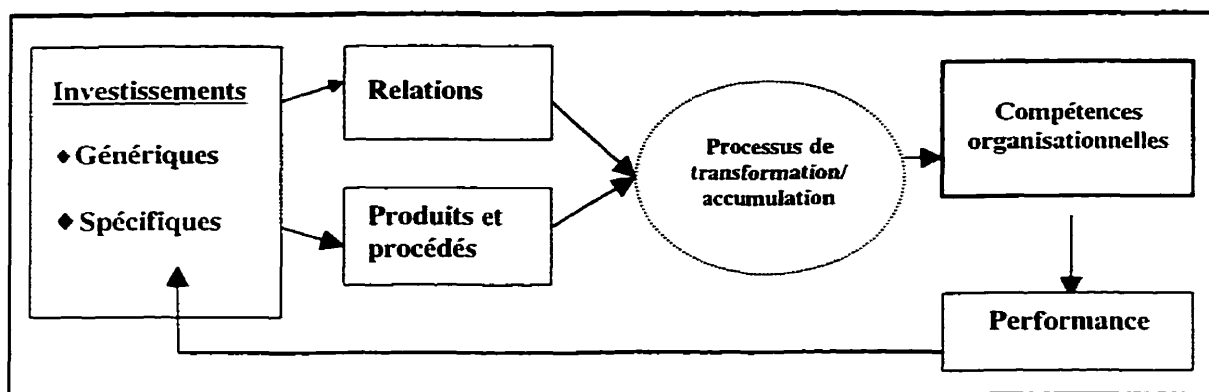 Investissements
♦ Génériques
♦ Spécifiques
Relations
Produits et
procédés
Processus de
transformation/
accumulation
Compétences
organisationnelles
Performance